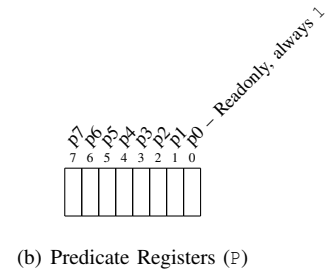 p7 p6 p5 p4 p3 p2 p1 p0 – Readonly, always 1
7 6 5 4 3 2 1 0
(b) Predicate Registers (P)